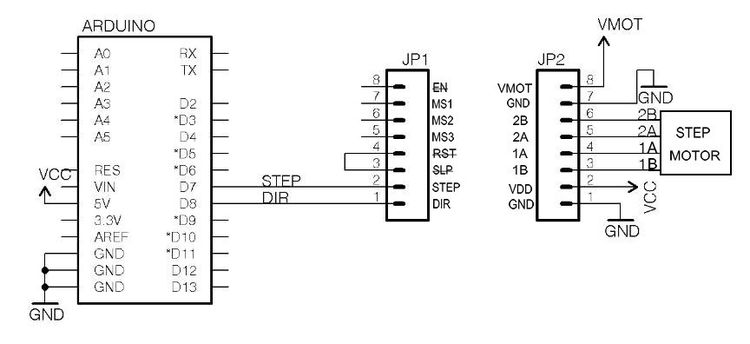 ARDUINO
A0 RX
A1 TX
A2
A3 D2
A4 *D3
A5 D4
*D5
RES *D6
VIN D7
5V D8
3.3V *D9
AREF *D10
GND *D11
GND D12
GND D13
VCC
GND
STEP
DIR
JP1
8 EN
7 MS1
6 MS2
5 MS3
4 RST
3 SLP
2 STEP
1 DIR
JP2
VMOT 8
GND 7
2B 6
2A 5
1A 4
1B 3
VDD 2
GND 1
VMOT
GND
2B
2A
1A
1B
STEP
MOTOR
VCC
GND